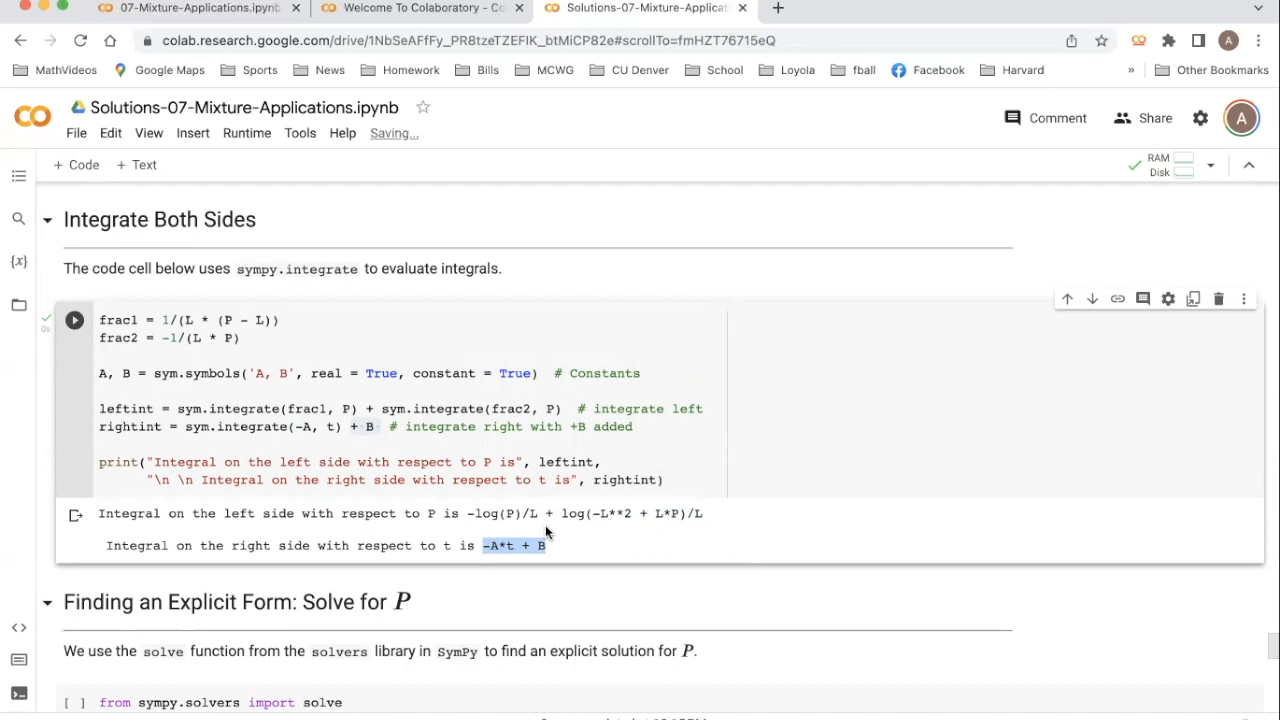 07-Mixture-Applications.ipynb
Welcome To Colaboratory - Co
Solutions-07-Mixture-Applicat
colab.research.google.com/drive/1NbSeAFfFy_PR8tzeTZEFIK_btMiCP82e#scrollTo=fmHZT76715eQ
A
MathVideos Google Maps Sports News Homework Bills MCWG CU Denver School Loyola fball Facebook Harvard » Other Bookmarks
Solutions-07-Mixture-Applications.ipynb
Comment Share A
File Edit View Insert Runtime Tools Help Saving...
+ Code + Text
RAM
Disk
Integrate Both Sides
The code cell below uses sympy.integrate to evaluate integrals.
{x}
0s
frac1 = 1/(L * (P - L))
frac2 = -1/(L * P)
A, B = sym.symbols('A, B', real = True, constant = True)  # Constants
leftint = sym.integrate(frac1, P) + sym.integrate(frac2, P)  # integrate left
rightint = sym.integrate(-A, t) + B  # integrate right with +B added
print("Integral on the left side with respect to P is", leftint,
"\n \n Integral on the right side with respect to t is", rightint)
Integral on the left side with respect to P is -log(P)/L + log(-L**2 + L*P)/L
Integral on the right side with respect to t is -A*t + B
Finding an Explicit Form: Solve for P
We use the solve function from the solvers library in SymPy to find an explicit solution for P.
[ ] from sympy.solvers import solve